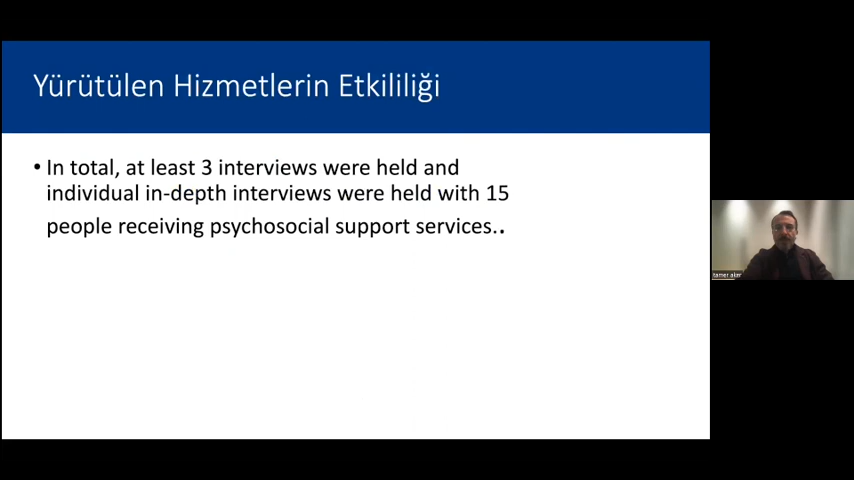 Yürütülen Hizmetlerin Etkililiği
• In total, at least 3 interviews were held and
individual in-depth interviews were held with 15
people receiving psychosocial support services..
tamer